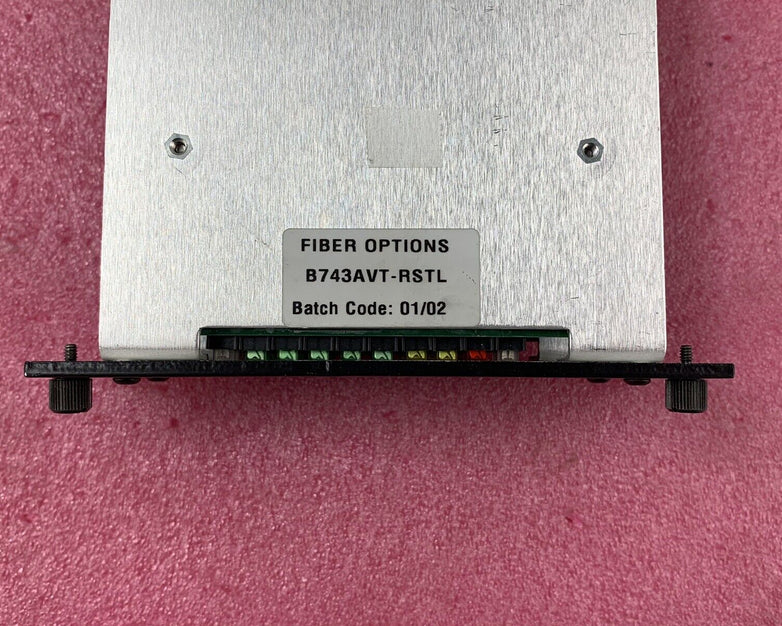 FIBER OPTIONS
B743AVT-RSTL
Batch Code: 01/02